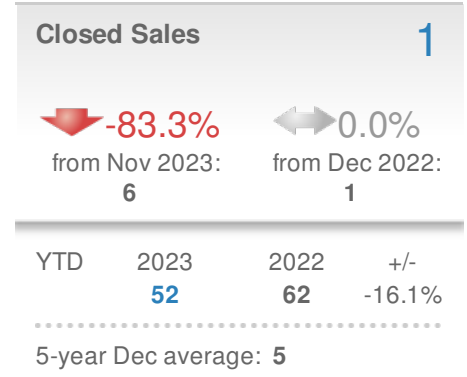 Closed Sales 1
-83.3% 0.0%
from Nov 2023: from Dec 2022:
6 1
YTD 2023 2022 +/-
52 62 -16.1%
5-year Dec average: 5